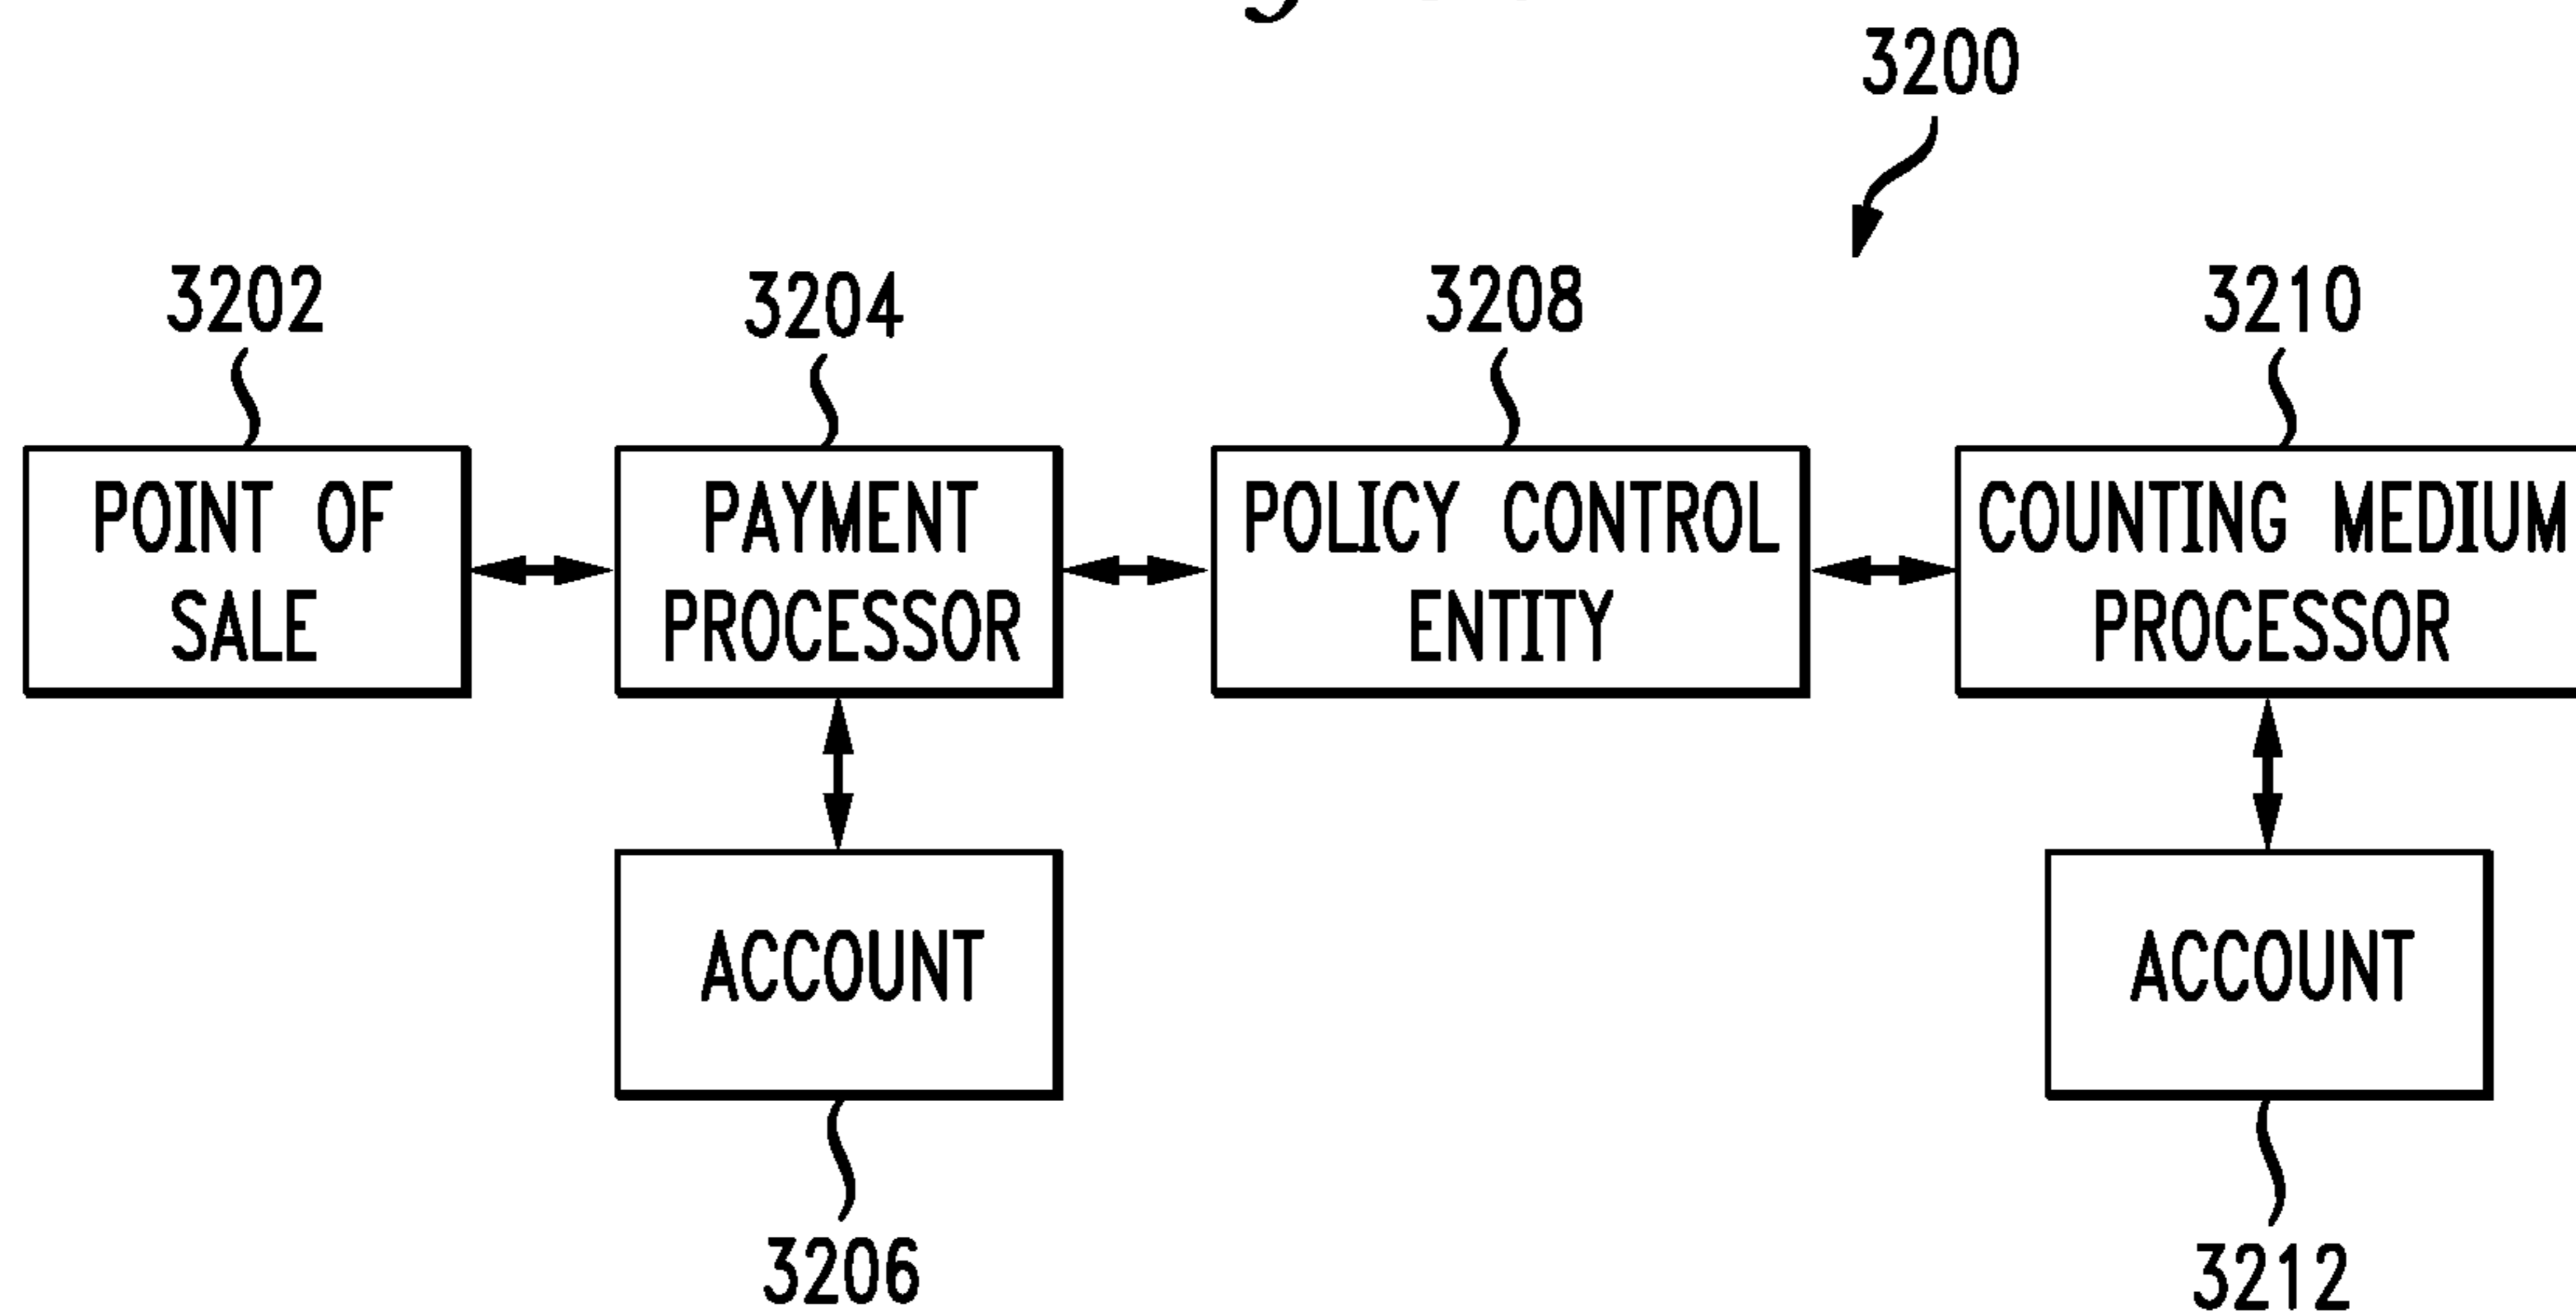 3200
3202
3204
3208
3210
POINT OF
SALE
PAYMENT
PROCESSOR
POLICY CONTROL
ENTITY
COUNTING MEDIUM
PROCESSOR
ACCOUNT
ACCOUNT
3206
3212